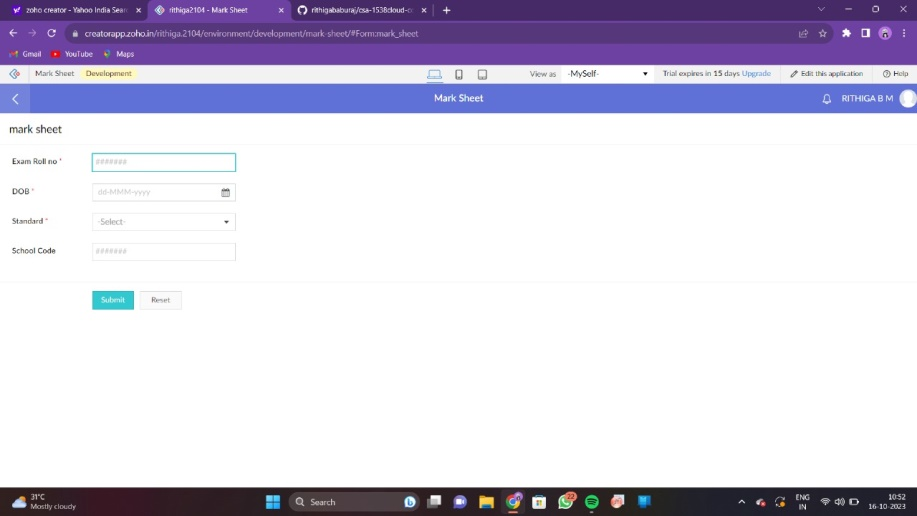 zoho creator - Yahoo India Sear
rithiga2104 - Mark Sheet
rithigababuraj/csa-1538cloud-cc
creatorapp.zoho.in/rithiga.2104/environment/development/mark-sheet/#Form:mark_sheet
Gmail YouTube Maps
Mark Sheet Development View as -MySelf- Trial expires in 15 days Upgrade Edit this application Help
Mark Sheet RITHIGA B M
mark sheet
Exam Roll no * #######
DOB * dd-MMM-yyyy
Standard * -Select-
School Code #######
Submit Reset
31°C
Mostly cloudy
Search
22
ENG
IN
10:52
16-10-2023